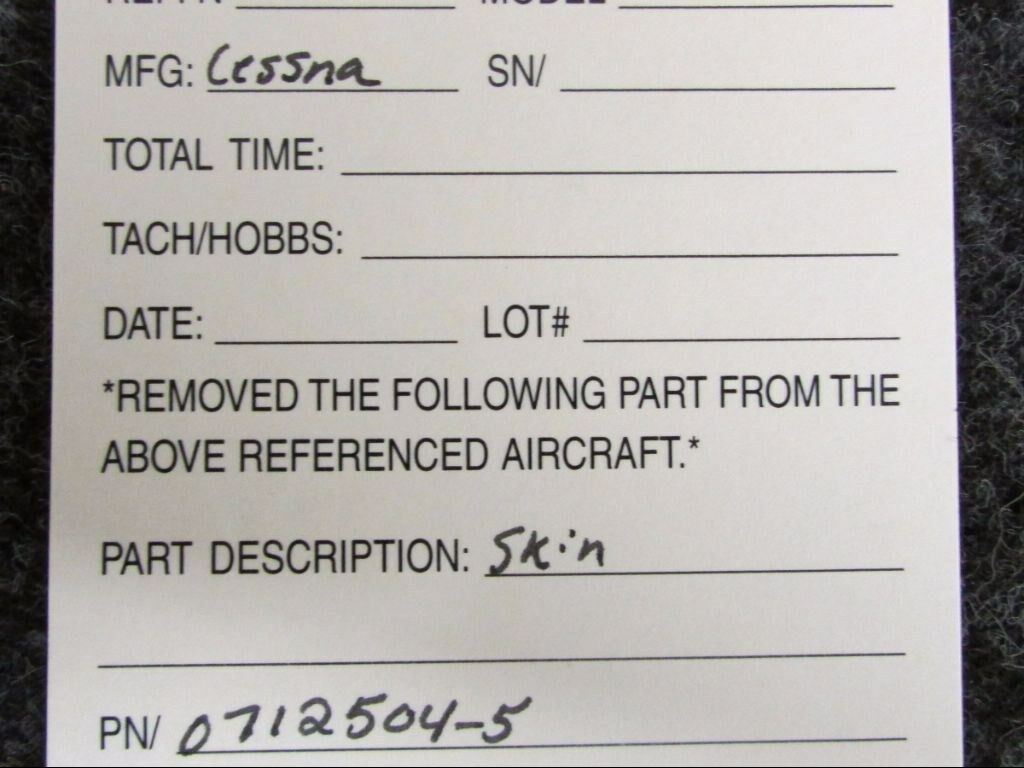 MFG: Cessna SN/
TOTAL TIME:
TACH/HOBBS:
DATE: LOT#
*REMOVED THE FOLLOWING PART FROM THE
ABOVE REFERENCED AIRCRAFT.*
PART DESCRIPTION: Skin
PN/ 0712504-5